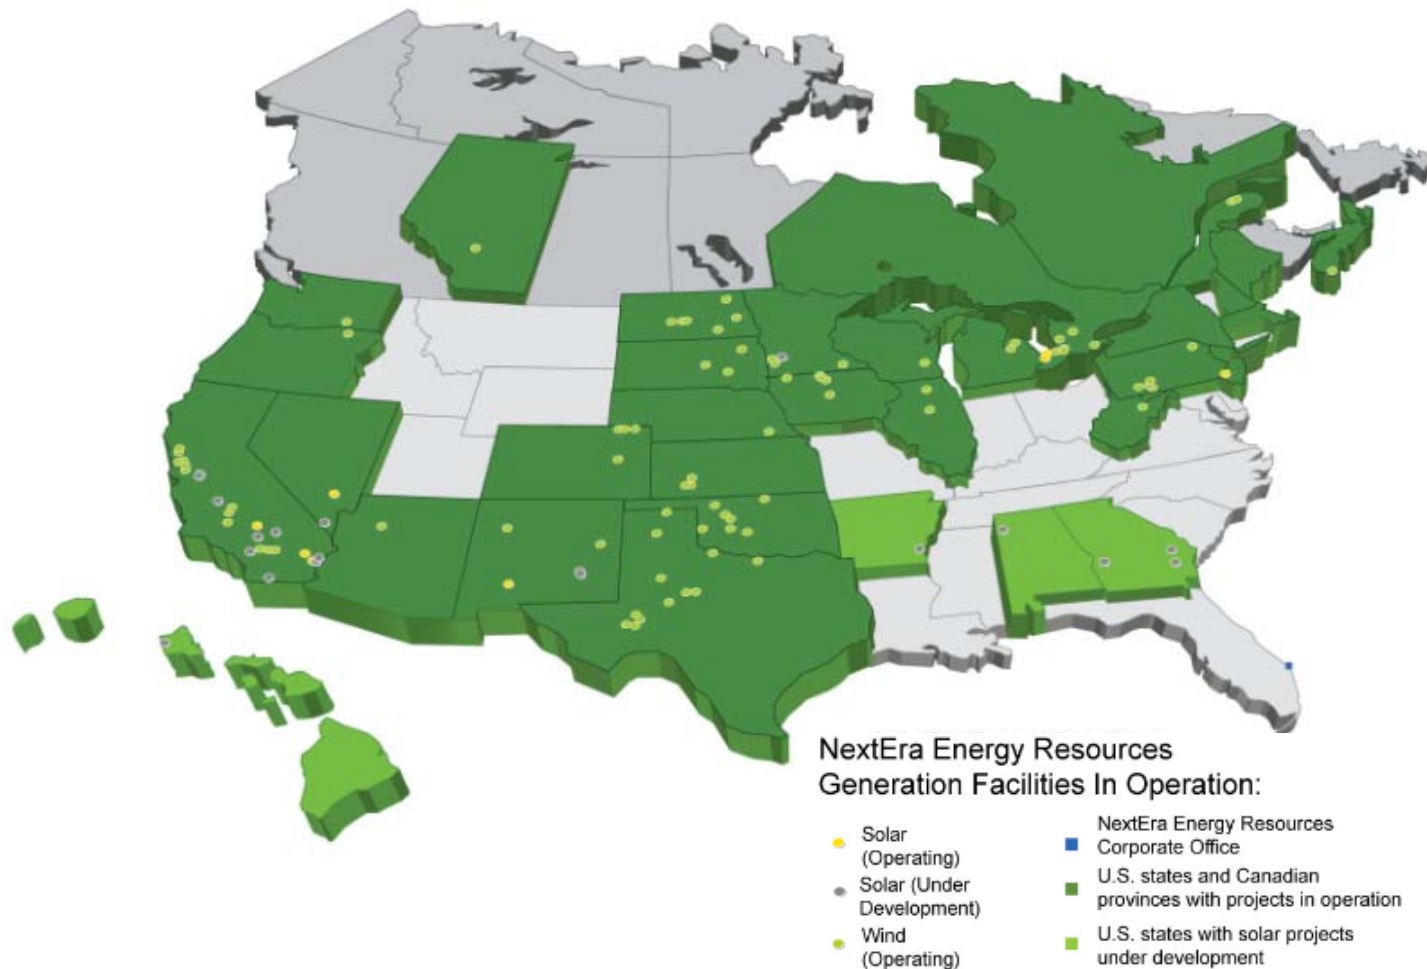 NextEra Energy Resources
Generation Facilities In Operation:
Solar
(Operating)
Solar (Under
Development)
Wind
(Operating)
NextEra Energy Resources
Corporate Office
U.S. states and Canadian
provinces with projects in operation
U.S. states with solar projects
under development